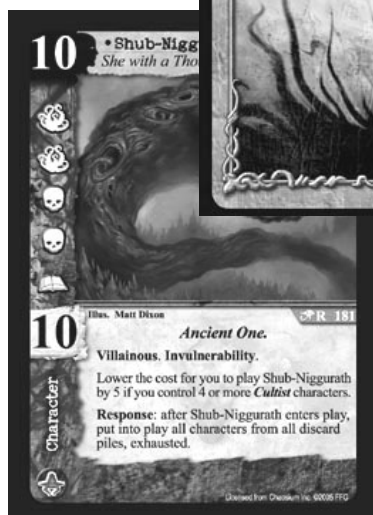 10
• Shub-Nigg
She with a Tho
Illus. Matt Dixon
R 181
10
Ancient One.
Villainous. Invulnerability.
Lower the cost for you to play Shub-Niggurath
by 5 if you control 4 or more Cultist characters.
Response: after Shub-Niggurath enters play,
put into play all characters from all discard
piles, exhausted.
Character
Licensed from Chaosium Inc. ©2005 FFG